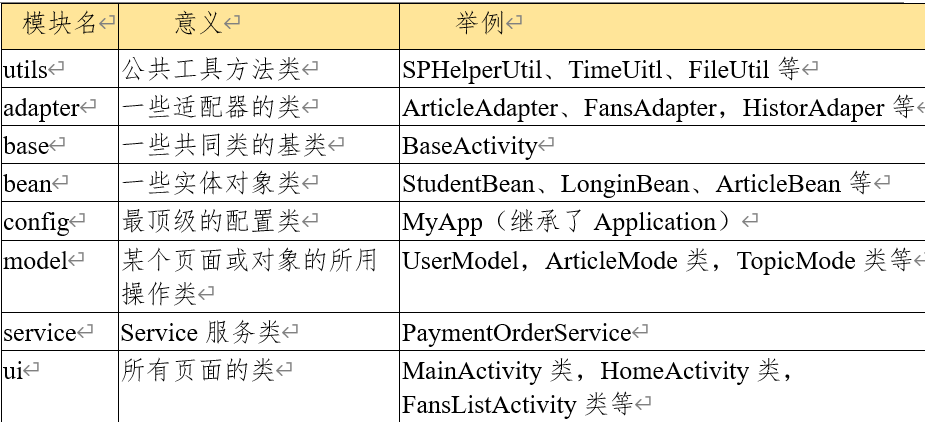 模块名 意义 举例
utils 公共工具方法类 SPHelperUtil、TimeUitl、FileUtil 等
adapter 一些适配器的类 ArticleAdapter、FansAdapter，HistorAdaper 等
base 一些共同类的基类 BaseActivity
bean 一些实体对象类 StudentBean、LonginBean、ArticleBean 等
config 最顶级的配置类 MyApp（继承了 Application）
model 某个页面或对象的所用 UserModel，ArticleMode 类，TopicMode 类等
操作类
service Service 服务类 PaymentOrderService
ui 所有页面的类 MainActivity 类，HomeActivity 类，
FansListActivity 类等